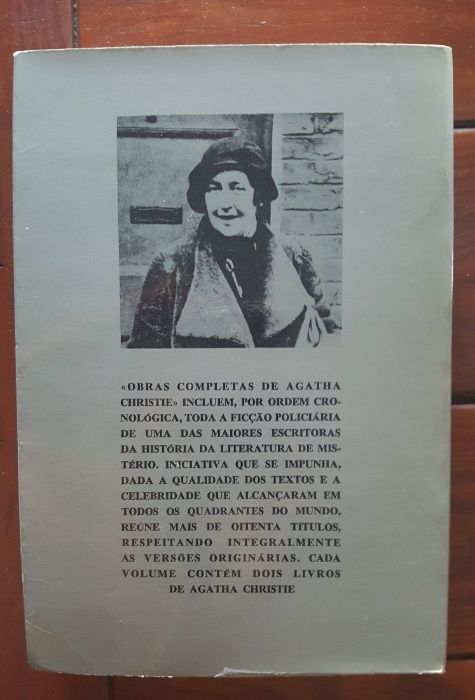 «OBRAS COMPLETAS DE AGATHA
CHRISTIE» INCLUEM, POR ORDEM CRO-
NOLÓGICA, TODA A FICÇÃO POLICIÁRIA
DE UMA DAS MAIORES ESCRITORAS
DA HISTÓRIA DA LITERATURA DE MIS-
TÉRIO. INICIATIVA QUE SE IMPUNHA,
DADA A QUALIDADE DOS TEXTOS E A
CELEBRIDADE QUE ALCANÇARAM EM
TODOS OS QUADRANTES DO MUNDO,
REÚNE MAIS DE OITENTA TÍTULOS,
RESPEITANDO INTEGRALMENTE
AS VERSÕES ORIGINÁRIAS. CADA
VOLUME CONTÉM DOIS LIVROS
DE AGATHA CHRISTIE